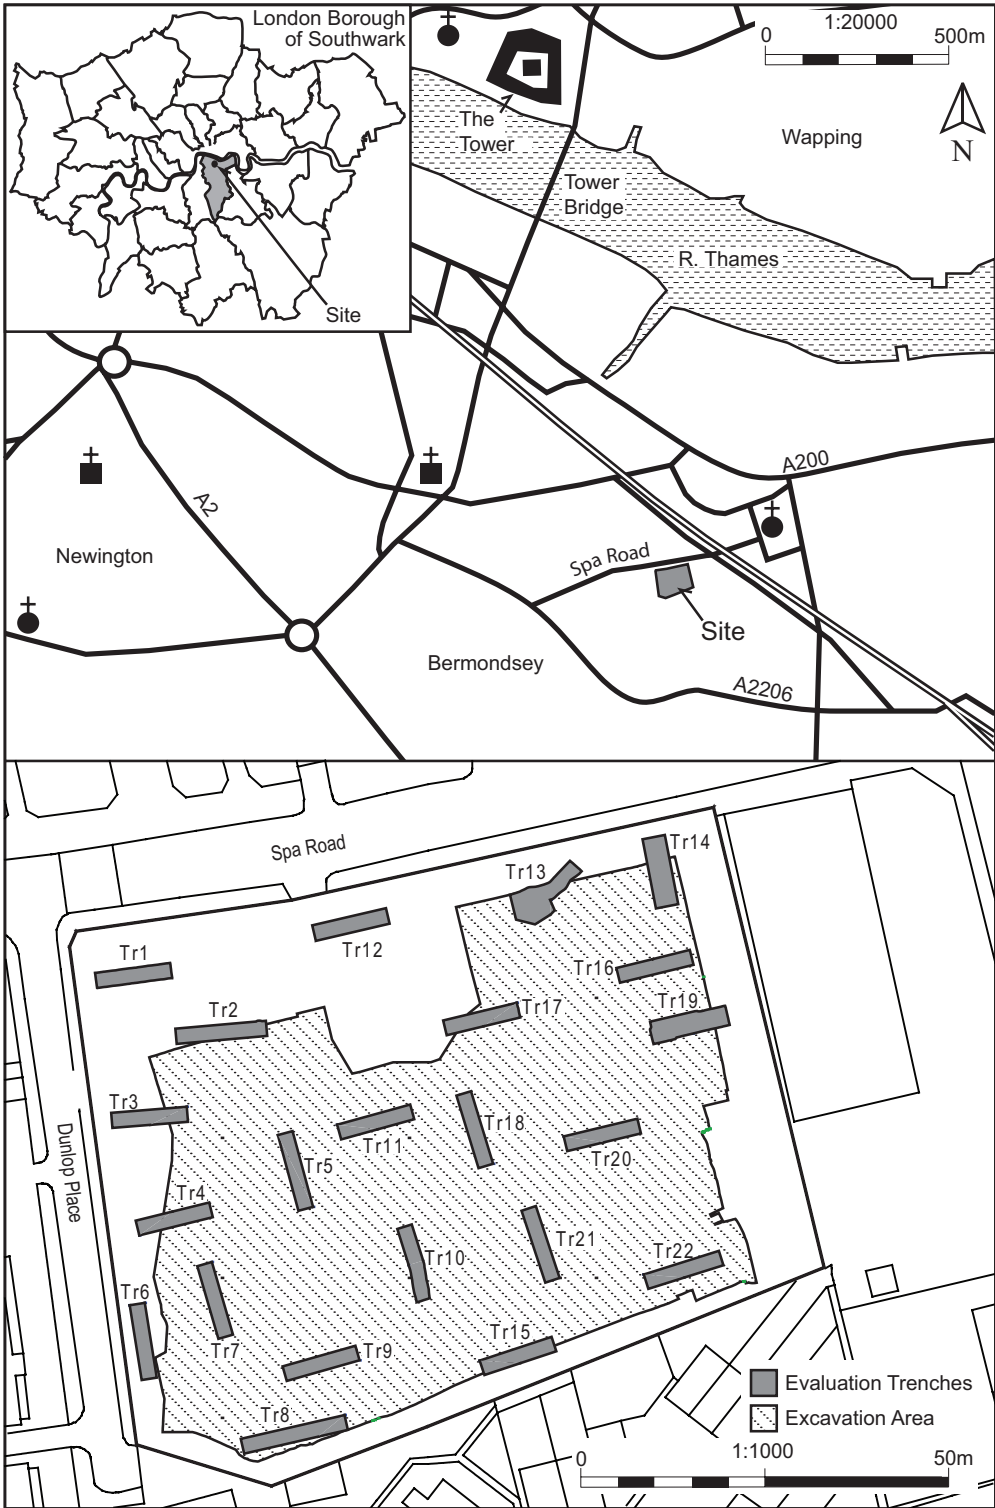 London Borough
of Southwark
Site
1:20000
0 500m
N
The
Tower
Wapping
Tower
Bridge
R. Thames
A200
A2
Newington
Spa Road
Site
Bermondsey
A2206
Spa Road
Tr14
Tr13
Tr12
Tr1
Tr16
Tr2
Tr17
Tr19
Tr3
Tr11
Tr18
Tr20
Tr5
Dunlop Place
Tr4
Tr10
Tr21
Tr22
Tr6
Tr7
Tr9
Tr15
Tr8
Evaluation Trenches
Excavation Area
1:1000
0 50m